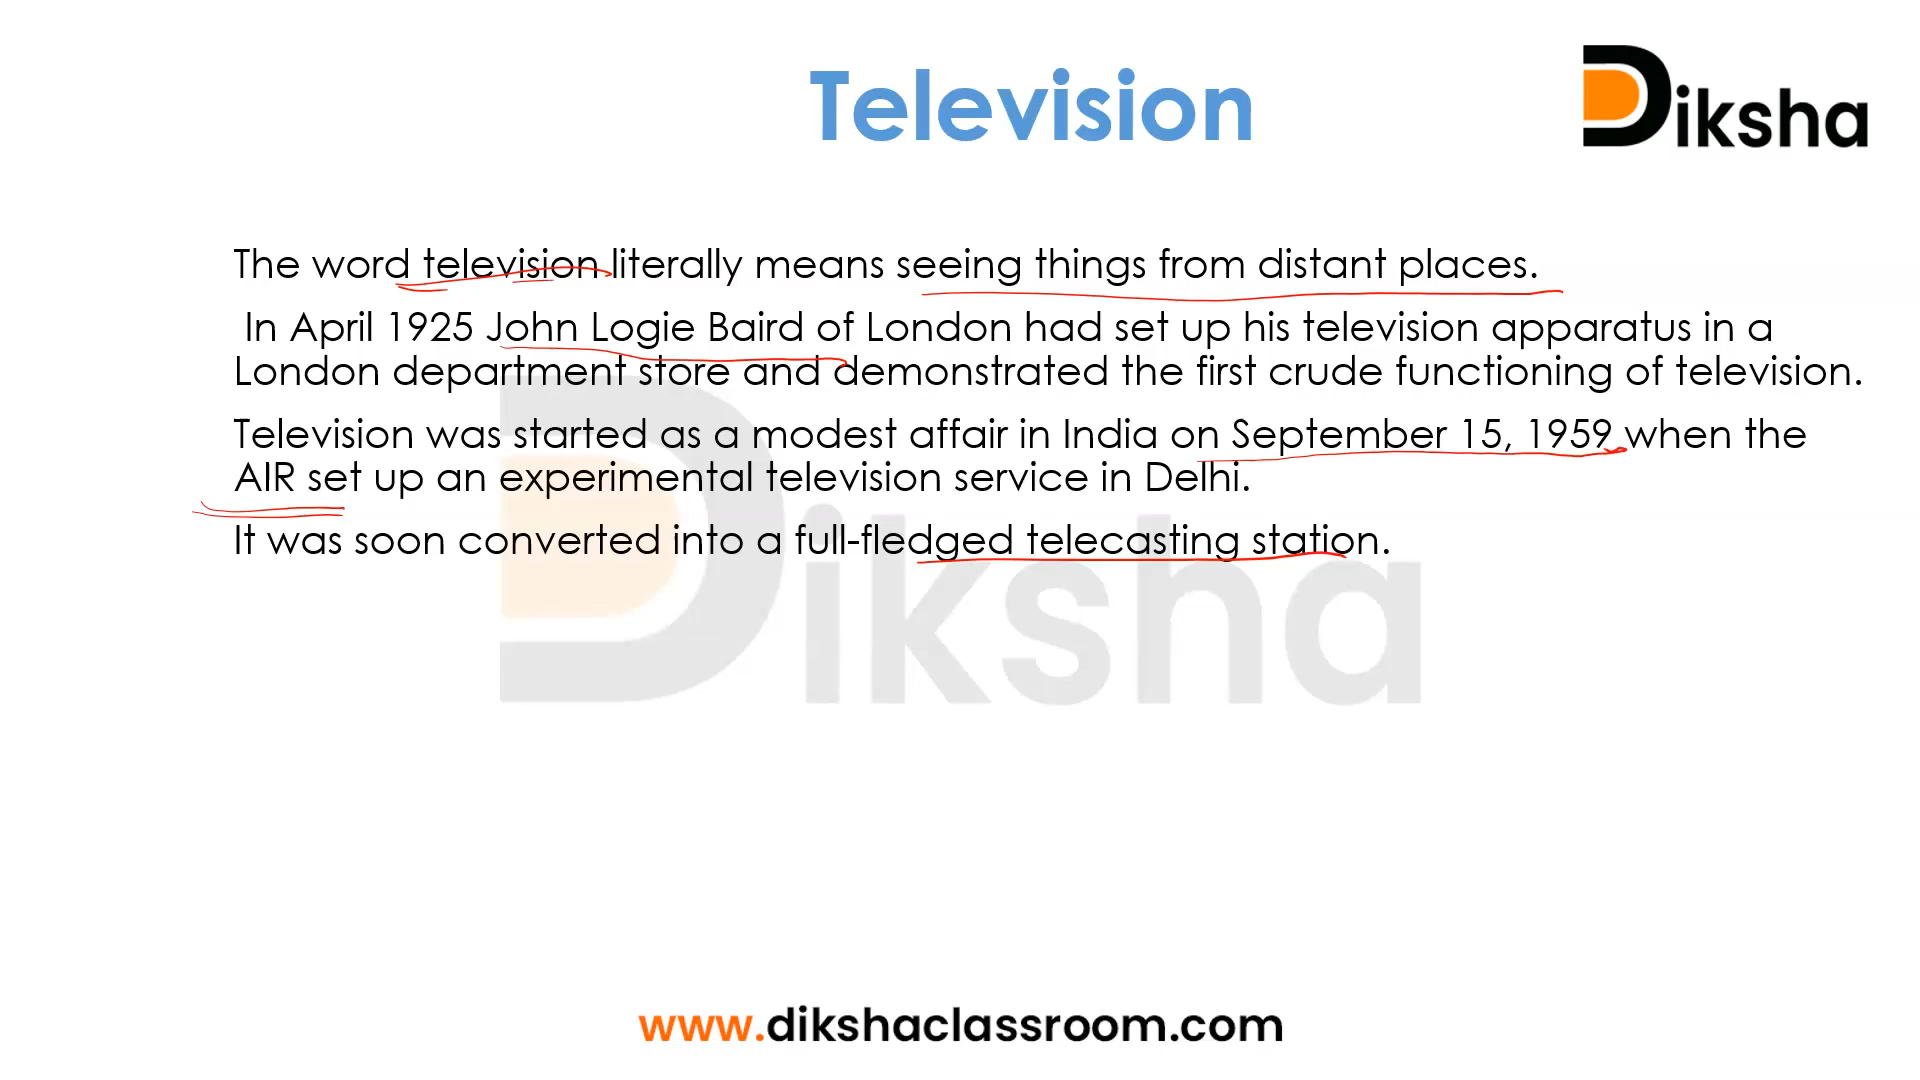 Television
Diksha
The word television literally means seeing things from distant places.
In April 1925 John Logie Baird of London had set up his television apparatus in a
London department store and demonstrated the first crude functioning of television.
Television was started as a modest affair in India on September 15, 1959 when the
AIR set up an experimental television service in Delhi.
It was soon converted into a full-fledged telecasting station.
Diksha
www.dikshaclassroom.com